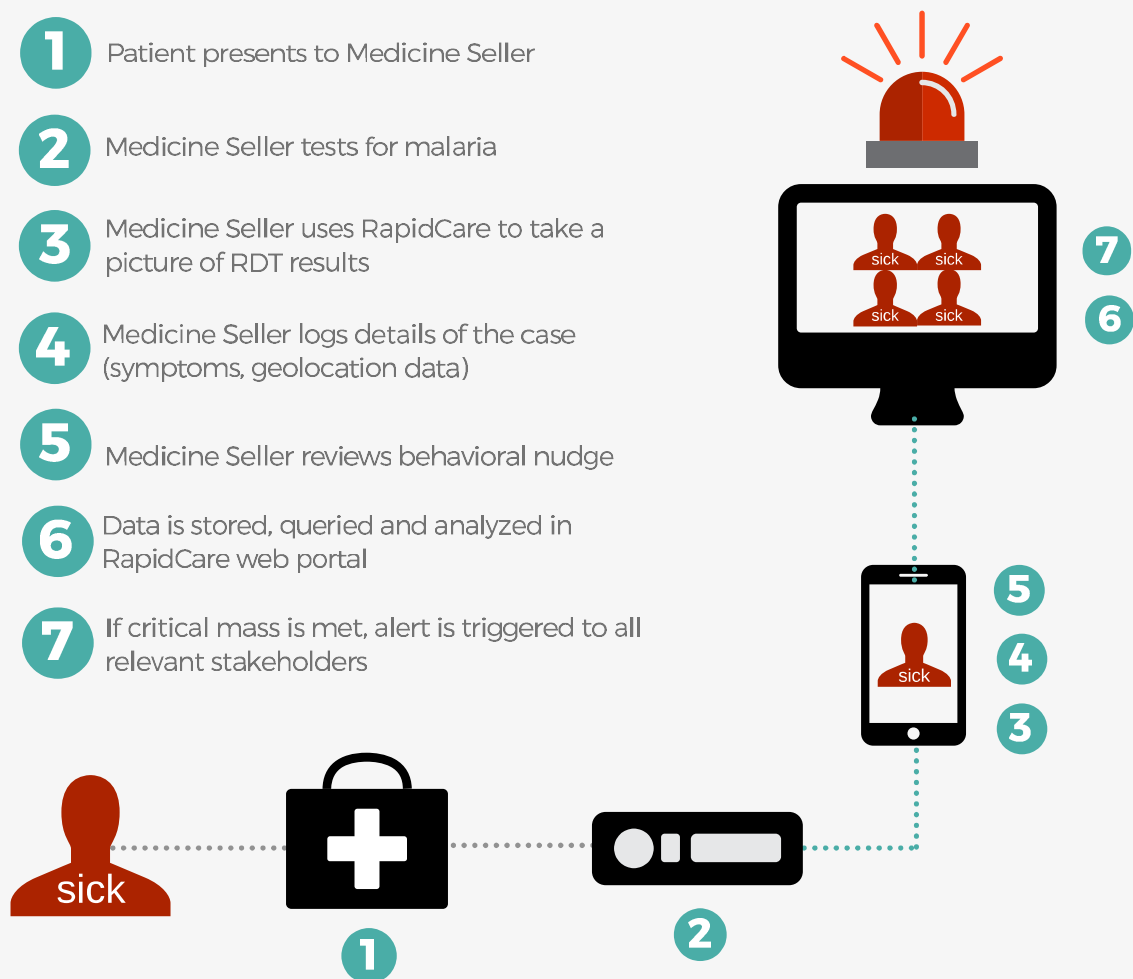 1 Patient presents to Medicine Seller
2 Medicine Seller tests for malaria
3 Medicine Seller uses RapidCare to take a
picture of RDT results
4 Medicine Seller logs details of the case
(symptoms, geolocation data)
5 Medicine Seller reviews behavioral nudge
6 Data is stored, queried and analyzed in
RapidCare web portal
7 If critical mass is met, alert is triggered to all
relevant stakeholders
sick sick
sick sick
7
6
5
sick
4
3
sick
1
2